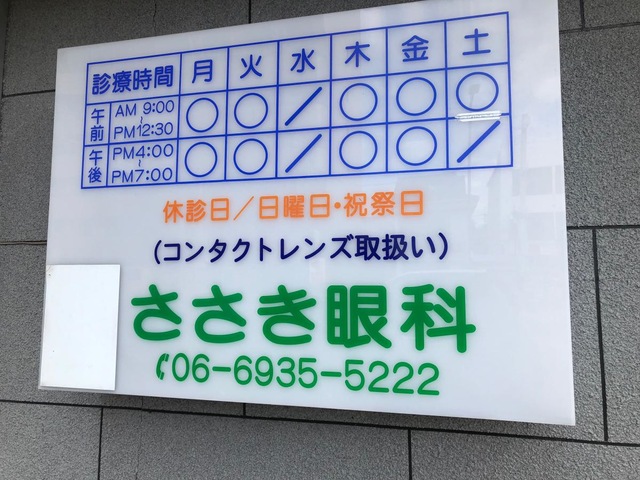 診療時間 月 火 水 木 金 土
午前 AM 9:00~PM12:30 ○ ○ / ○ ○ ○
午後 PM4:00~PM7:00 ○ ○ / ○ ○ /
休診日/日曜日・祝祭日
(コンタクトレンズ取扱い)
ささき眼科
06-6935-5222